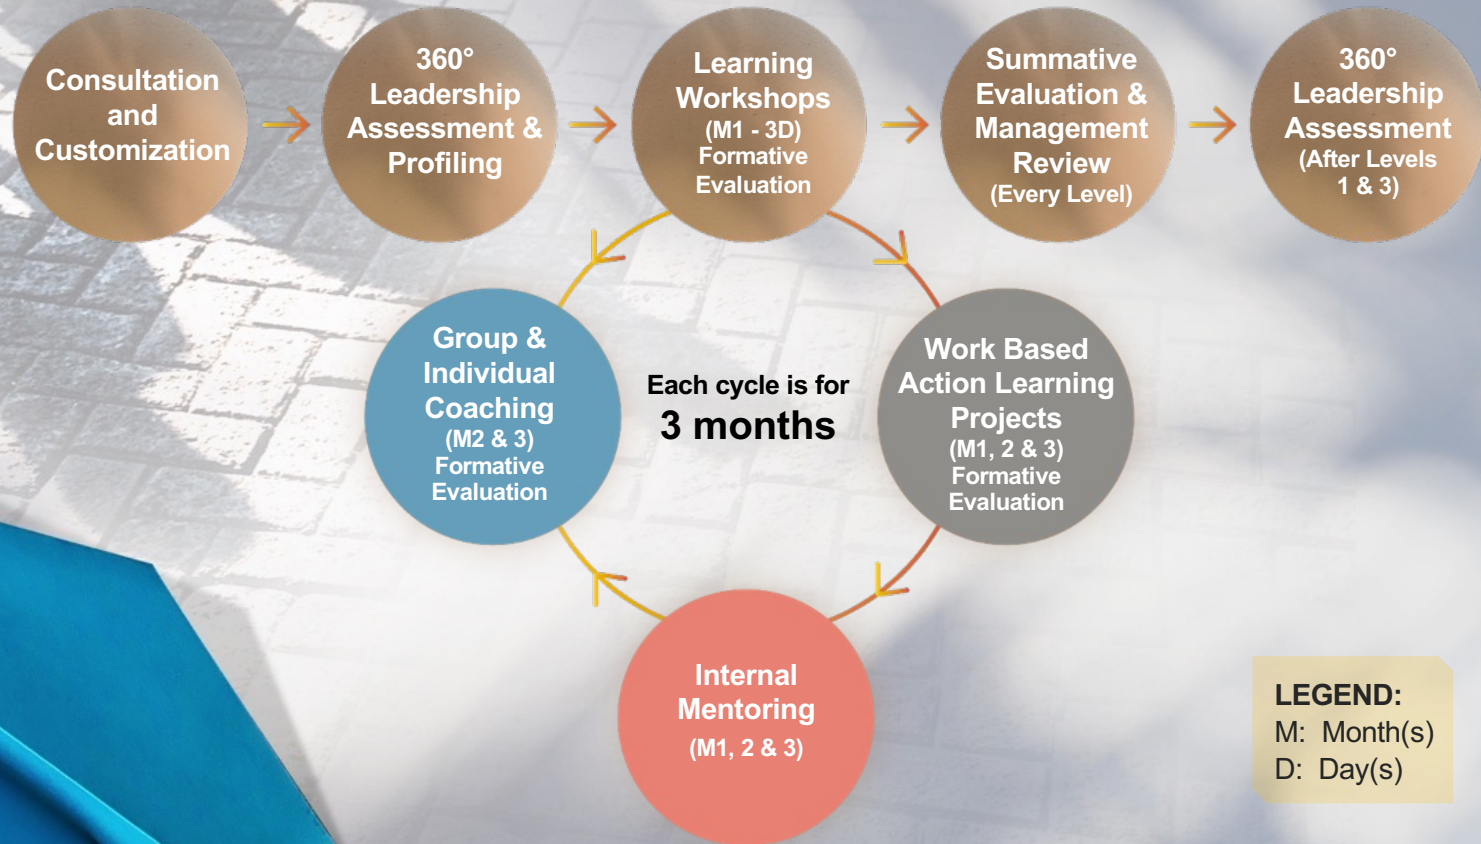 Consultation
and
Customization
360°
Leadership
Assessment &
Profiling
Learning
Workshops
(M1 - 3D)
Formative
Evaluation
Summative
Evaluation &
Management
Review
(Every Level)
360°
Leadership
Assessment
(After Levels
1 & 3)
Group &
Individual
Coaching
(M2 & 3)
Formative
Evaluation
Each cycle is for
3 months
Work Based
Action Learning
Projects
(M1, 2 & 3)
Formative
Evaluation
Internal
Mentoring
(M1, 2 & 3)
LEGEND:
M: Month(s)
D: Day(s)